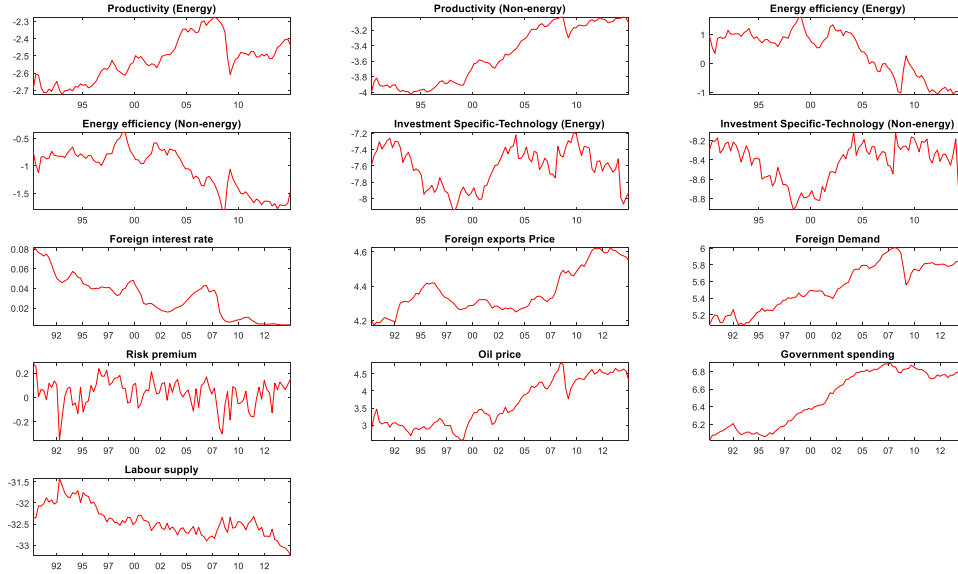 Productivity (Energy) Productivity (Non-energy) Energy efficiency (Energy)
-2.3
-2.4
-2.5
-2.6
-2.7
95 00 05 10
-3.2
-3.4
-3.6
-3.8
-4
95 00 05 10
1
0
-1
95 00 05 10
Energy efficiency (Non-energy) Investment Specific-Technology (Energy) Investment Specific-Technology (Non-energy)
-0.5
-1
-1.5
95 00 05 10
-7.2
-7.4
-7.6
-7.8
-8
95 00 05 10
-8.2
-8.4
-8.6
-8.8
95 00 05 10
Foreign interest rate Foreign exports Price Foreign Demand
0.08
0.06
0.04
0.02
92 95 97 00 02 05 07 10 12
4.6
4.4
4.2
92 95 97 00 02 05 07 10 12
6
5.8
5.6
5.4
5.2
92 95 97 00 02 05 07 10 12
Risk premium Oil price Government spending
0.2
0
-0.2
92 95 97 00 02 05 07 10 12
4.5
4
3.5
3
92 95 97 00 02 05 07 10 12
6.8
6.6
6.4
6.2
92 95 97 00 02 05 07 10 12
Labour supply
-31.5
-32
-32.5
-33
92 95 97 00 02 05 07 10 12